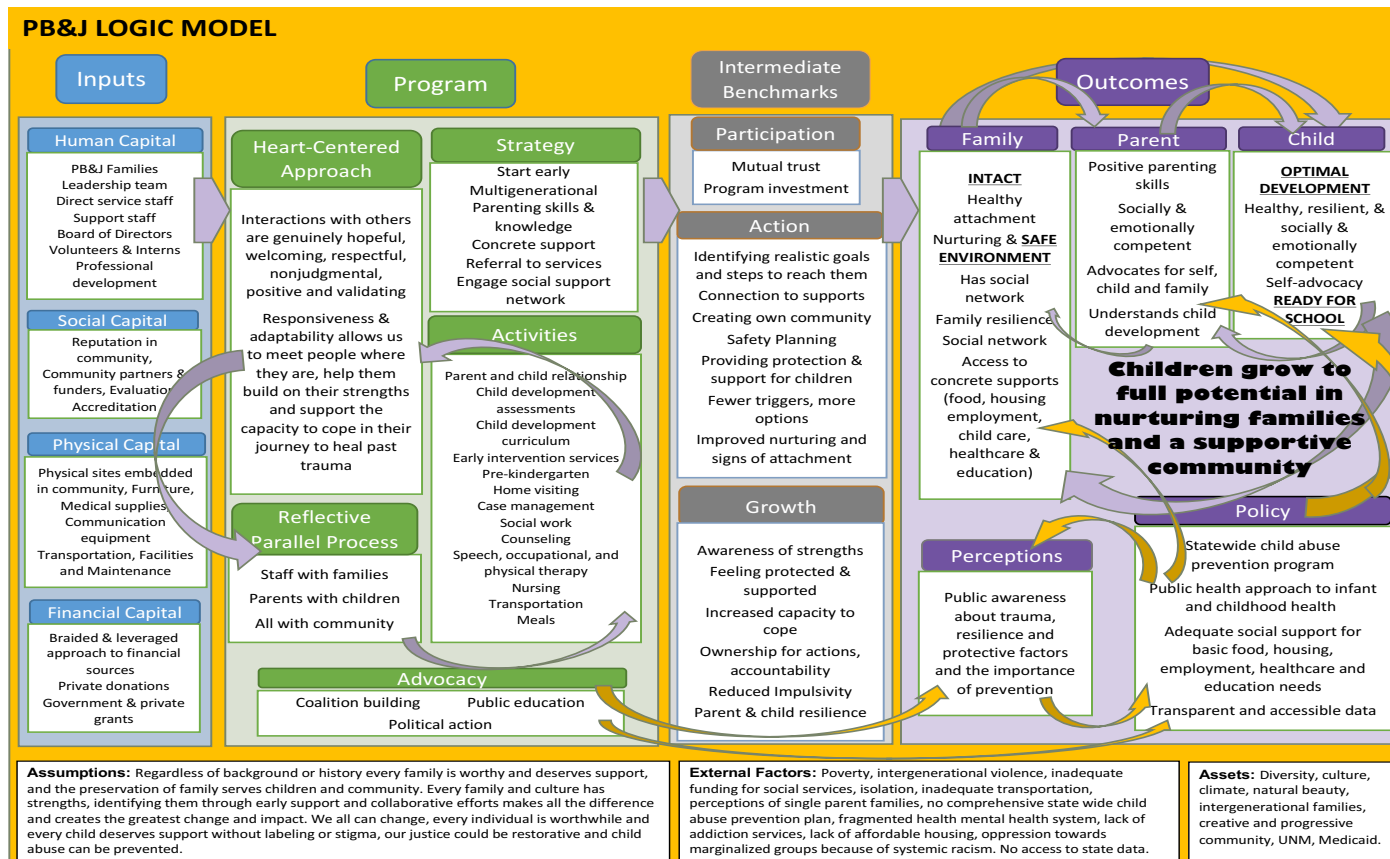 PB&J LOGIC MODEL
Inputs
Human Capital
PB&J Families
Leadership team
Direct service staff
Support staff
Board of Directors
Volunteers & Interns
Professional
development
Social Capital
Reputation in
community,
Community partners &
funders, Evaluation
Accreditation
Physical Capital
Physical sites embedded
in community, Furniture,
Medical supplies
Communication
equipment
Transportation, Facilities
and Maintenance
Financial Capital
Braided & leveraged
approach to financial
sources
Private donations
Government & private
grants
Program
Heart-Centered
Approach
Interactions with others
are genuinely hopeful,
welcoming, respectful,
nonjudgmental,
positive and validating
Responsiveness &
adaptability allows us
to meet people where
they are, help them
build on their strengths
and support the
capacity to cope in their
journey to heal past
trauma
Reflective
Parallel Process
Staff with families
Parents with children
All with community
Strategy
Start early
Multigenerational
Parenting skills &
knowledge
Concrete support
Referral to services
Engage social support
network
Activities
Parent and child relationship
Child development
assessments
Child development
curriculum
Early intervention services
Pre-kindergarten
Home visiting
Case management
Social work
Counseling
Speech, occupational, and
physical therapy
Nursing
Transportation
Meals
Advocacy
Coalition building Public education
Political action
Intermediate
Benchmarks
Participation
Mutual trust
Program investment
Action
Identifying realistic goals
and steps to reach them
Connection to supports
Creating own community
Safety Planning
Providing protection &
support for children
Fewer triggers, more
options
Improved nurturing and
signs of attachment
Growth
Awareness of strengths
Feeling protected &
supported
Increased capacity to
cope
Ownership for actions,
accountability
Reduced Impulsivity
Parent & child resilience
Outcomes
Family
INTACT
Healthy
attachment
Nurturing & SAFE
ENVIRONMENT
Has social
network
Family resilience
Social network
Access to
concrete supports
(food, housing
employment,
child care,
healthcare &
education)
Parent
Positive parenting
skills
Socially &
emotionally
competent
Advocates for self,
child and family
Understands child
development
Child
OPTIMAL
DEVELOPMENT
Healthy, resilient, &
socially &
emotionally
competent
Self-advocacy
READY FOR
SCHOOL
Children grow to
full potential in
nurturing families
and a supportive
community
Perceptions
Public awareness
about trauma,
resilience and
protective factors
and the importance
of prevention
Policy
Statewide child abuse
prevention program
Public health approach to infant
and childhood health
Adequate social support for
basic food, housing,
employment, healthcare and
education needs
Transparent and accessible data
Assumptions: Regardless of background or history every family is worthy and deserves support,
and the preservation of family serves children and community. Every family and culture has
strengths, identifying them through early support and collaborative efforts makes all the difference
and creates the greatest change and impact. We all can change, every individual is worthwhile and
every child deserves support without labeling or stigma, our justice could be restorative and child
abuse can be prevented.
External Factors: Poverty, intergenerational violence, inadequate
funding for social services, isolation, inadequate transportation,
perceptions of single parent families, no comprehensive state wide child
abuse prevention plan, fragmented health mental health system, lack of
addiction services, lack of affordable housing, oppression towards
marginalized groups because of systemic racism. No access to state data.
Assets: Diversity, culture,
climate, natural beauty,
intergenerational families,
creative and progressive
community, UNM, Medicaid.